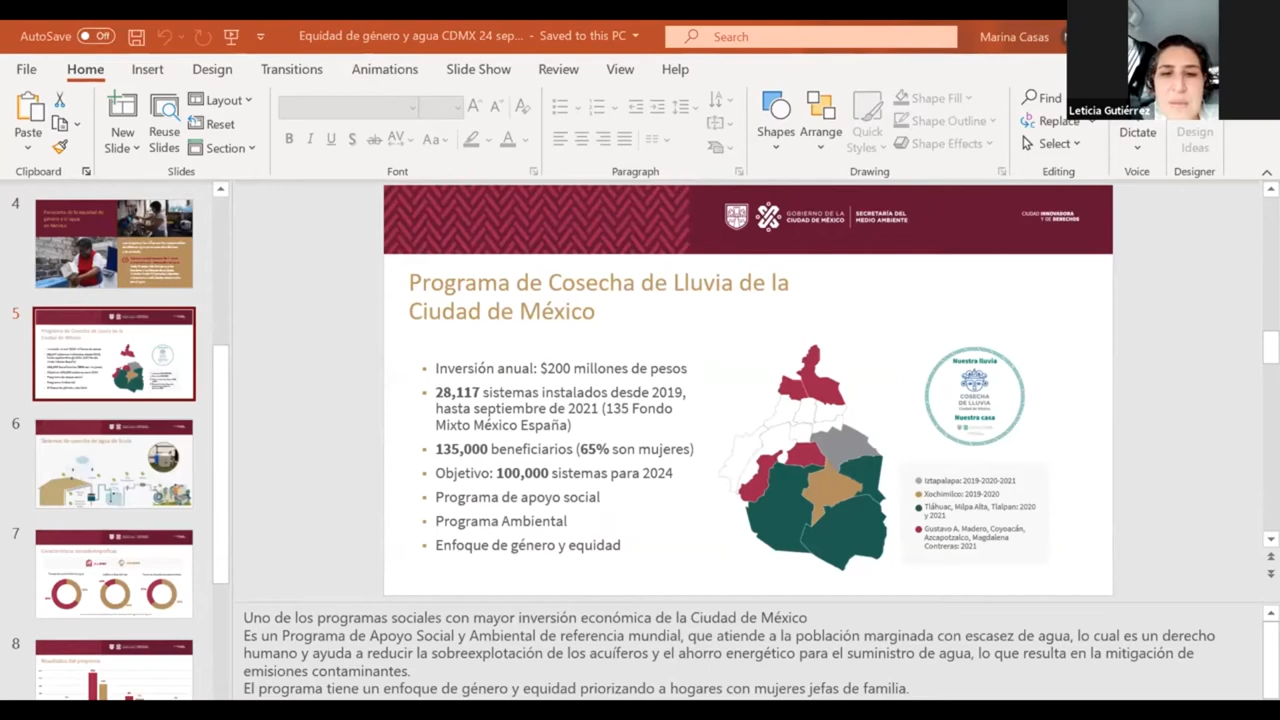 AutoSave Off
Equidad de género y agua CDMX 24 sep... - Saved to this PC
Search
Marina Casas
Leticia Gutiérrez
File Home Insert Design Transitions Animations Slide Show Review View Help
Paste
New Slide
Reuse Slides
Layout
Reset
Section
Shapes
Arrange
Quick Styles
Shape Fill
Shape Outline
Shape Effects
Find
Replace
Select
Dictate
Design Ideas
Clipboard Slides Font Paragraph Drawing Editing Voice Designer
4
5
6
7
8
GOBIERNO DE LA CIUDAD DE MÉXICO
SECRETARÍA DEL MEDIO AMBIENTE
CIUDAD INNOVADORA
Y DE DERECHOS
Programa de Cosecha de Lluvia de la
Ciudad de México
Inversión anual: $200 millones de pesos
28,117 sistemas instalados desde 2019,
hasta septiembre de 2021 (135 Fondo
Mixto México España)
135,000 beneficiarios (65% son mujeres)
Objetivo: 100,000 sistemas para 2024
Programa de apoyo social
Programa Ambiental
Enfoque de género y equidad
Nuestra lluvia
COSECHA
DE LLUVIA
Ciudad de México
Nuestra casa
Iztapalapa: 2019-2020-2021
Xochimilco: 2019-2020
Tláhuac, Milpa Alta, Tlalpan: 2020
y 2021
Gustavo A. Madero, Coyoacán,
Azcapotzalco, Magdalena
Contreras: 2021
Uno de los programas sociales con mayor inversión económica de la Ciudad de México
Es un Programa de Apoyo Social y Ambiental de referencia mundial, que atiende a la población marginada con escasez de agua, lo cual es un derecho
humano y ayuda a reducir la sobreexplotación de los acuíferos y el ahorro energético para el suministro de agua, lo que resulta en la mitigación de
emisiones contaminantes.
El programa tiene un enfoque de género y equidad priorizando a hogares con mujeres jefas de familia.